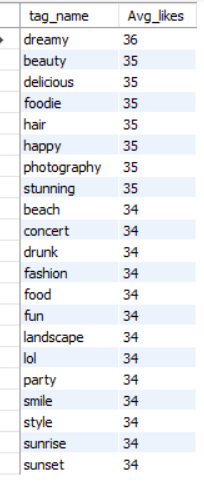 tag_name Avg_likes
dreamy 36
beauty 35
delicious 35
foodie 35
hair 35
happy 35
photography 35
stunning 35
beach 34
concert 34
drunk 34
fashion 34
food 34
fun 34
landscape 34
lol 34
party 34
smile 34
style 34
sunrise 34
sunset 34